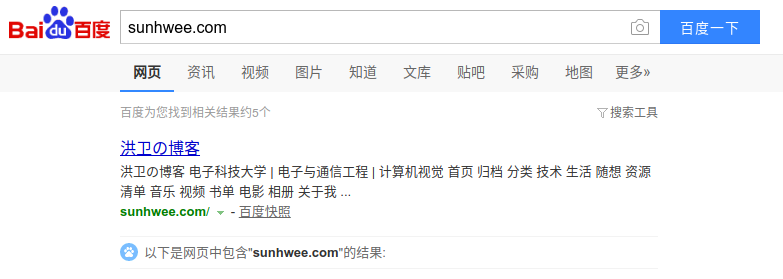 Bai du 百度 sunhwee.com 百度一下
网页 资讯 视频 图片 知道 文库 贴吧 采购 地图 更多»
百度为您找到相关结果约5个 搜索工具
洪卫の博客
洪卫の博客 电子科技大学 | 电子与通信工程 | 计算机视觉 首页 归档 分类 技术 生活 随想 资源
清单 音乐 视频 书单 电影 相册 关于我 ...
sunhwee.com/ - 百度快照
以下是网页中包含"sunhwee.com"的结果: